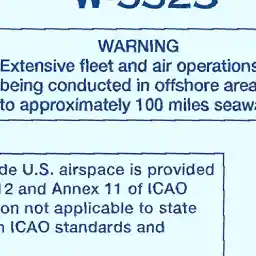 WARNING
Extensive fleet and air operations
being conducted in offshore area
to approximately 100 miles seaw
de U.S. airspace is provided
12 and Annex 11 of ICAO
on not applicable to state
n ICAO standards and